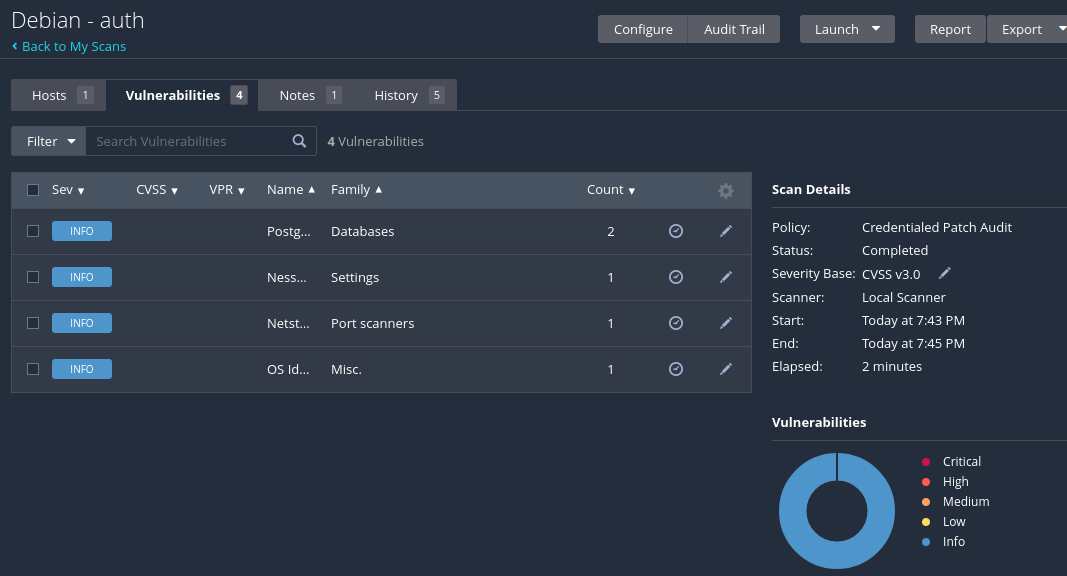 Debian - auth
Back to My Scans
Configure Audit Trail Launch Report Export
Hosts 1 Vulnerabilities 4 Notes 1 History 5
Filter Search Vulnerabilities 4 Vulnerabilities
Sev CVSS VPR Name Family Count
INFO Postg... Databases 2
INFO Ness... Settings 1
INFO Netst... Port scanners 1
INFO OS Id... Misc. 1
Scan Details
Policy: Credentialed Patch Audit
Status: Completed
Severity Base: CVSS v3.0
Scanner: Local Scanner
Start: Today at 7:43 PM
End: Today at 7:45 PM
Elapsed: 2 minutes
Vulnerabilities
Critical
High
Medium
Low
Info